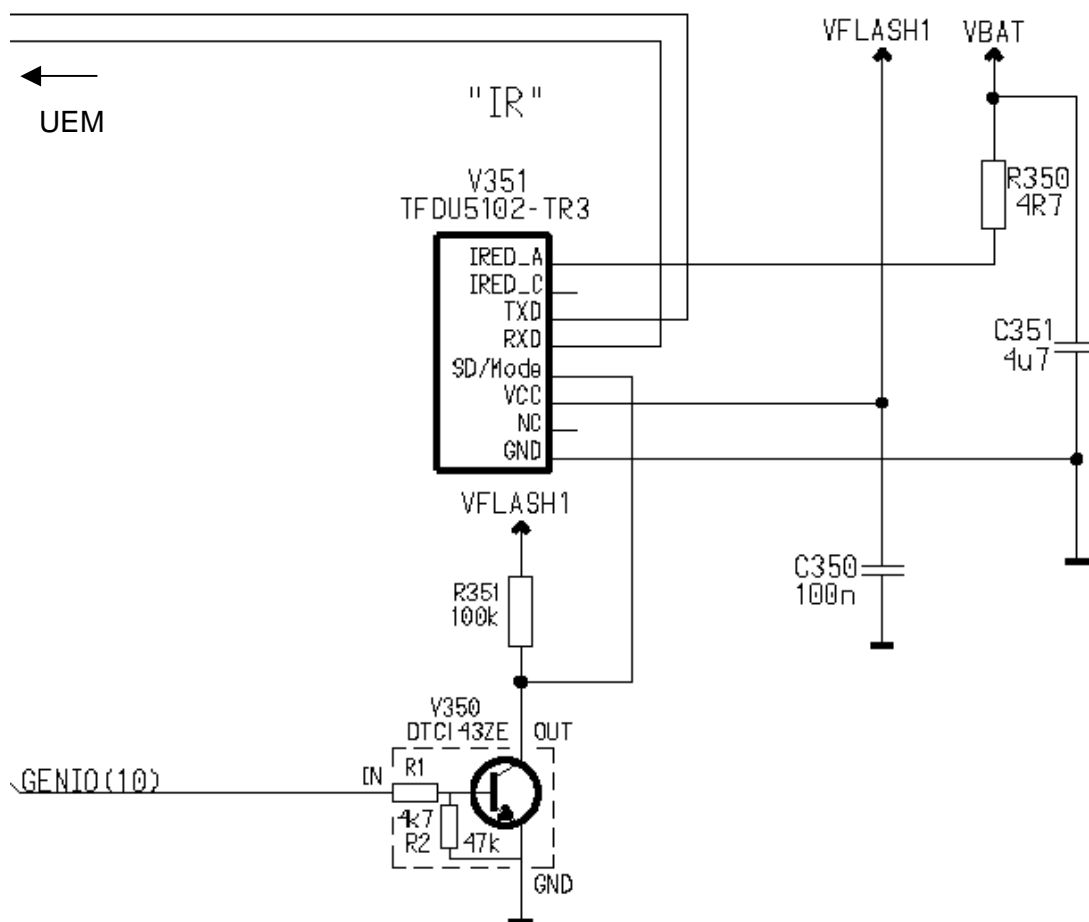 VFLASH1
VBAT
UEM
"IR"
V351
TFDU5102-TR3
R350
4R7
IRED_A
IRED_C
TXD
RXD
SD/Mode
VCC
NC
GND
C351
4u7
VFLASH1
C350
100n
R351
100k
V350
DTC143ZE
OUT
GENIO(10)
IN
R1
4k7
R2
47k
GND